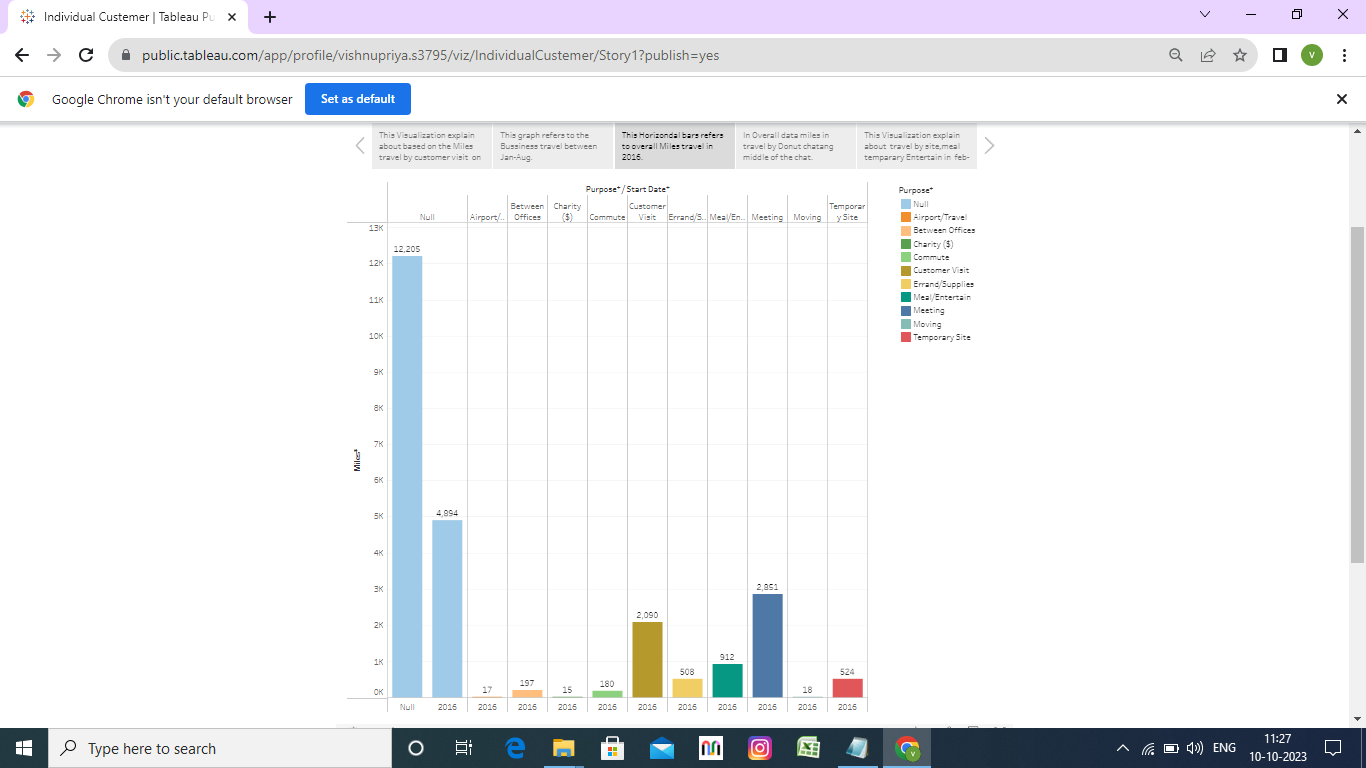 Individual Custemer | Tableau Pu
public.tableau.com/app/profile/vishnupriya.s3795/viz/IndividualCustemer/Story1?publish=yes
V
Google Chrome isn't your default browser
Set as default
This Visualization explain
about based on the Miles
travel by customer visit on
This graph refers to the
Bussiness travel between
Jan-Aug.
This Horizondal bars refers
to overall Miles travel in
2016.
In Overall data miles in
travel by Donut chatang
middle of the chat.
This Visualization explain
about travel by site,meal
temparary Entertain in feb-
Purpose* / Start Date*
Null
Airport/..
Between
Offices
Charity
($)
Commute
Customer
Visit
Errand/S..
Meal/En..
Meeting
Moving
Temporar
y Site
13K
12K
11K
10K
9K
8K
7K
6K
5K
4K
3K
2K
1K
0K
Miles*
12,205
4,894
17
197
15
180
2,090
508
912
2,851
18
524
Null
2016
2016
2016
2016
2016
2016
2016
2016
2016
2016
2016
Purpose*
Null
Airport/Travel
Between Offices
Charity ($)
Commute
Customer Visit
Errand/Supplies
Meal/Entertain
Meeting
Moving
Temporary Site
Type here to search
V
ENG
11:27
10-10-2023